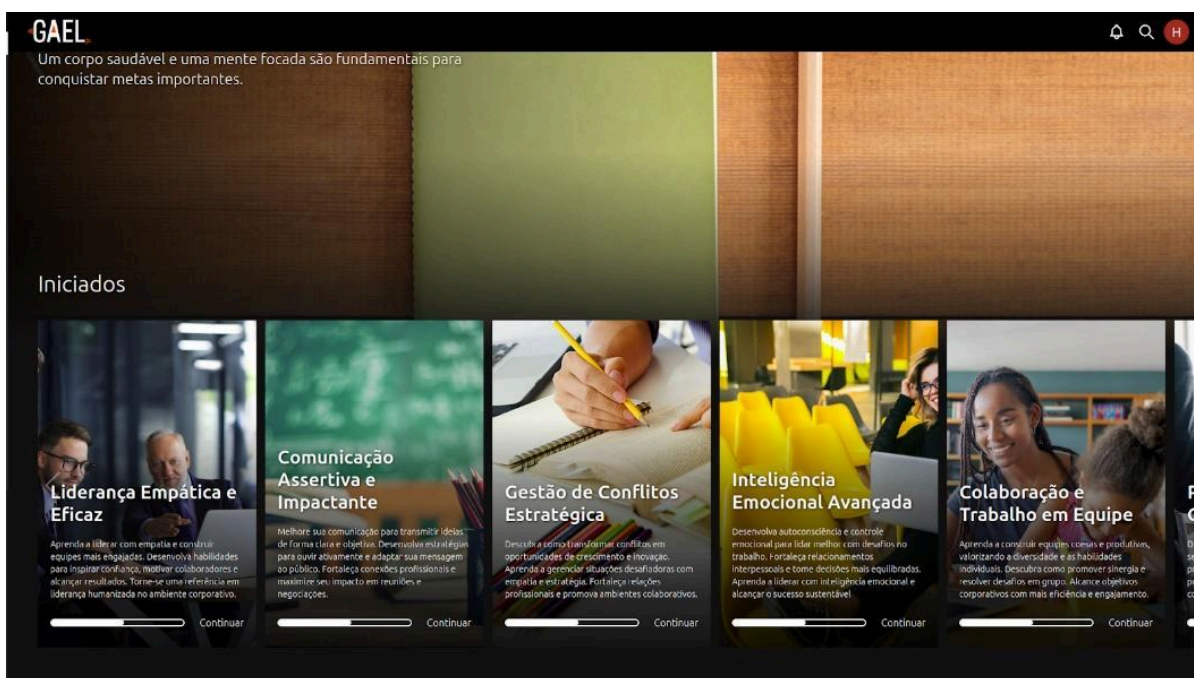 GAEL
H
Um corpo saudável e uma mente focada são fundamentais para
conquistar metas importantes.
Iniciados
Liderança Empática e
Eficaz
Aprenda a liderar com empatia e construir
equipes mais engajadas. Desenvolva habilidades
para inspirar confiança, motivar colaboradores e
alcançar resultados. Torne-se uma referência em
liderança humanizada no ambiente corporativo.
Continuar
Comunicação
Assertiva e
Impactante
Melhore sua comunicação para transmitir ideias
de forma clara e objetiva. Desenvolva estratégias
para ouvir ativamente e adaptar sua mensagem
ao público. Fortaleça conexões profissionais e
maximize seu impacto em reuniões e
negociações.
Continuar
Gestão de Conflitos
Estratégica
Descubra como transformar conflitos em
oportunidades de crescimento e inovação.
Aprenda a gerenciar situações desafiadoras com
empatia e estratégia. Fortaleça relações
profissionais e promova ambientes colaborativos.
Continuar
Inteligência
Emocional Avançada
Desenvolva autoconsciência e controle
emocional para lidar melhor com desafios no
trabalho. Fortaleça relacionamentos
interpessoais e tome decisões mais equilibradas.
Aprenda a liderar com inteligência emocional e
alcançar o sucesso sustentável
Continuar
Colaboração e
Trabalho em Equipe
Aprenda a construir equipes coesas e produtivas,
valorizando a diversidade e as habilidades
individuais. Descubra como promover sinergia e
resolver desafios em grupo. Alcance objetivos
corporativos com mais eficiência e engajamento.
Continuar